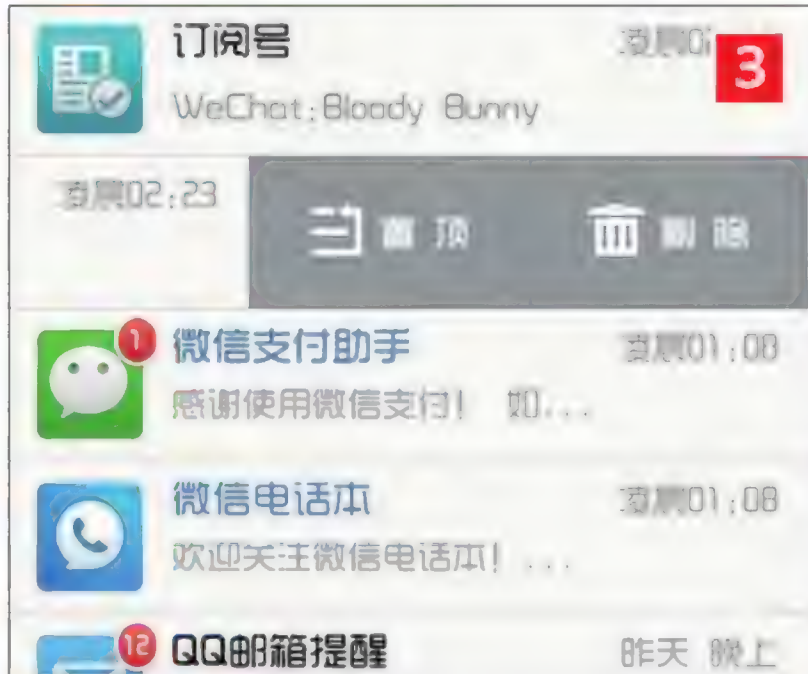 订阅号
3
WeChat:Bloody Bunny
凌晨02:23
置顶 删除
1
微信支付助手 凌晨01:08
感谢使用微信支付! 如...
微信电话本 凌晨01:08
欢迎关注微信电话本! ...
12
QQ邮箱提醒 昨天 晚上